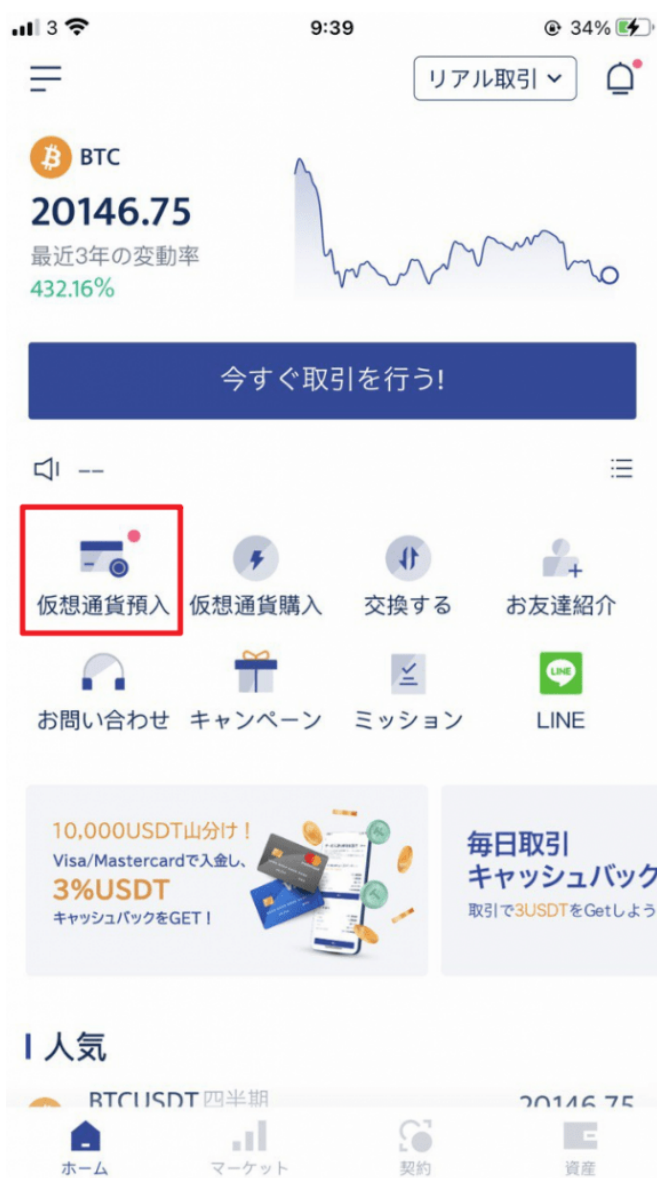 3 9:39 34%
リアル取引
BTC
20146.75
最近3年の変動率
432.16%
今すぐ取引を行う!
--
仮想通貨預入 仮想通貨購入 交換する お友達紹介
LINE
お問い合わせ キャンペーン ミッション LINE
10,000USDT山分け!
Visa/Mastercardで入金し、
3%USDT
キャッシュバックをGET!
毎日取引
キャッシュバック
取引で3USDTをGetしよう
人気
BTCUSDT 四半期 20146.75
ホーム マーケット 契約 資産